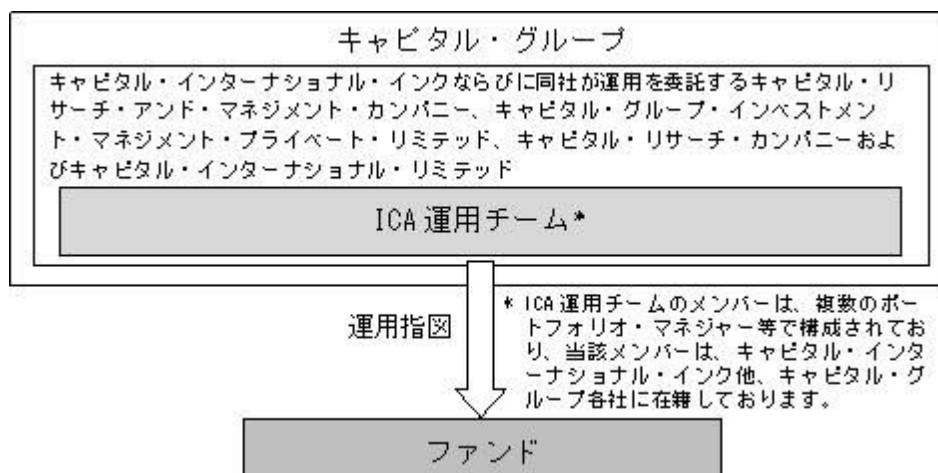 キャピタル・グループ
キャピタル・インターナショナル・インクならびに同社が運用を委託するキャピタル・リ
サーチ・アンド・マネジメント・カンパニー、キャピタル・グループ・インベストメン
ト・マネジメント・プライベート・リミテッド、キャピタル・リサーチ・カンパニーおよ
びキャピタル・インターナショナル・リミテッド
ICA 運用チーム*
運用指図
* ICA 運用チームのメンバーは、複数のポー
トフォリオ・マネジャー等で構成されてお
り、当該メンバーは、キャピタル・インタ
ーナショナル・インク他、キャピタル・グ
ループ各社に在籍しております。
ファンド